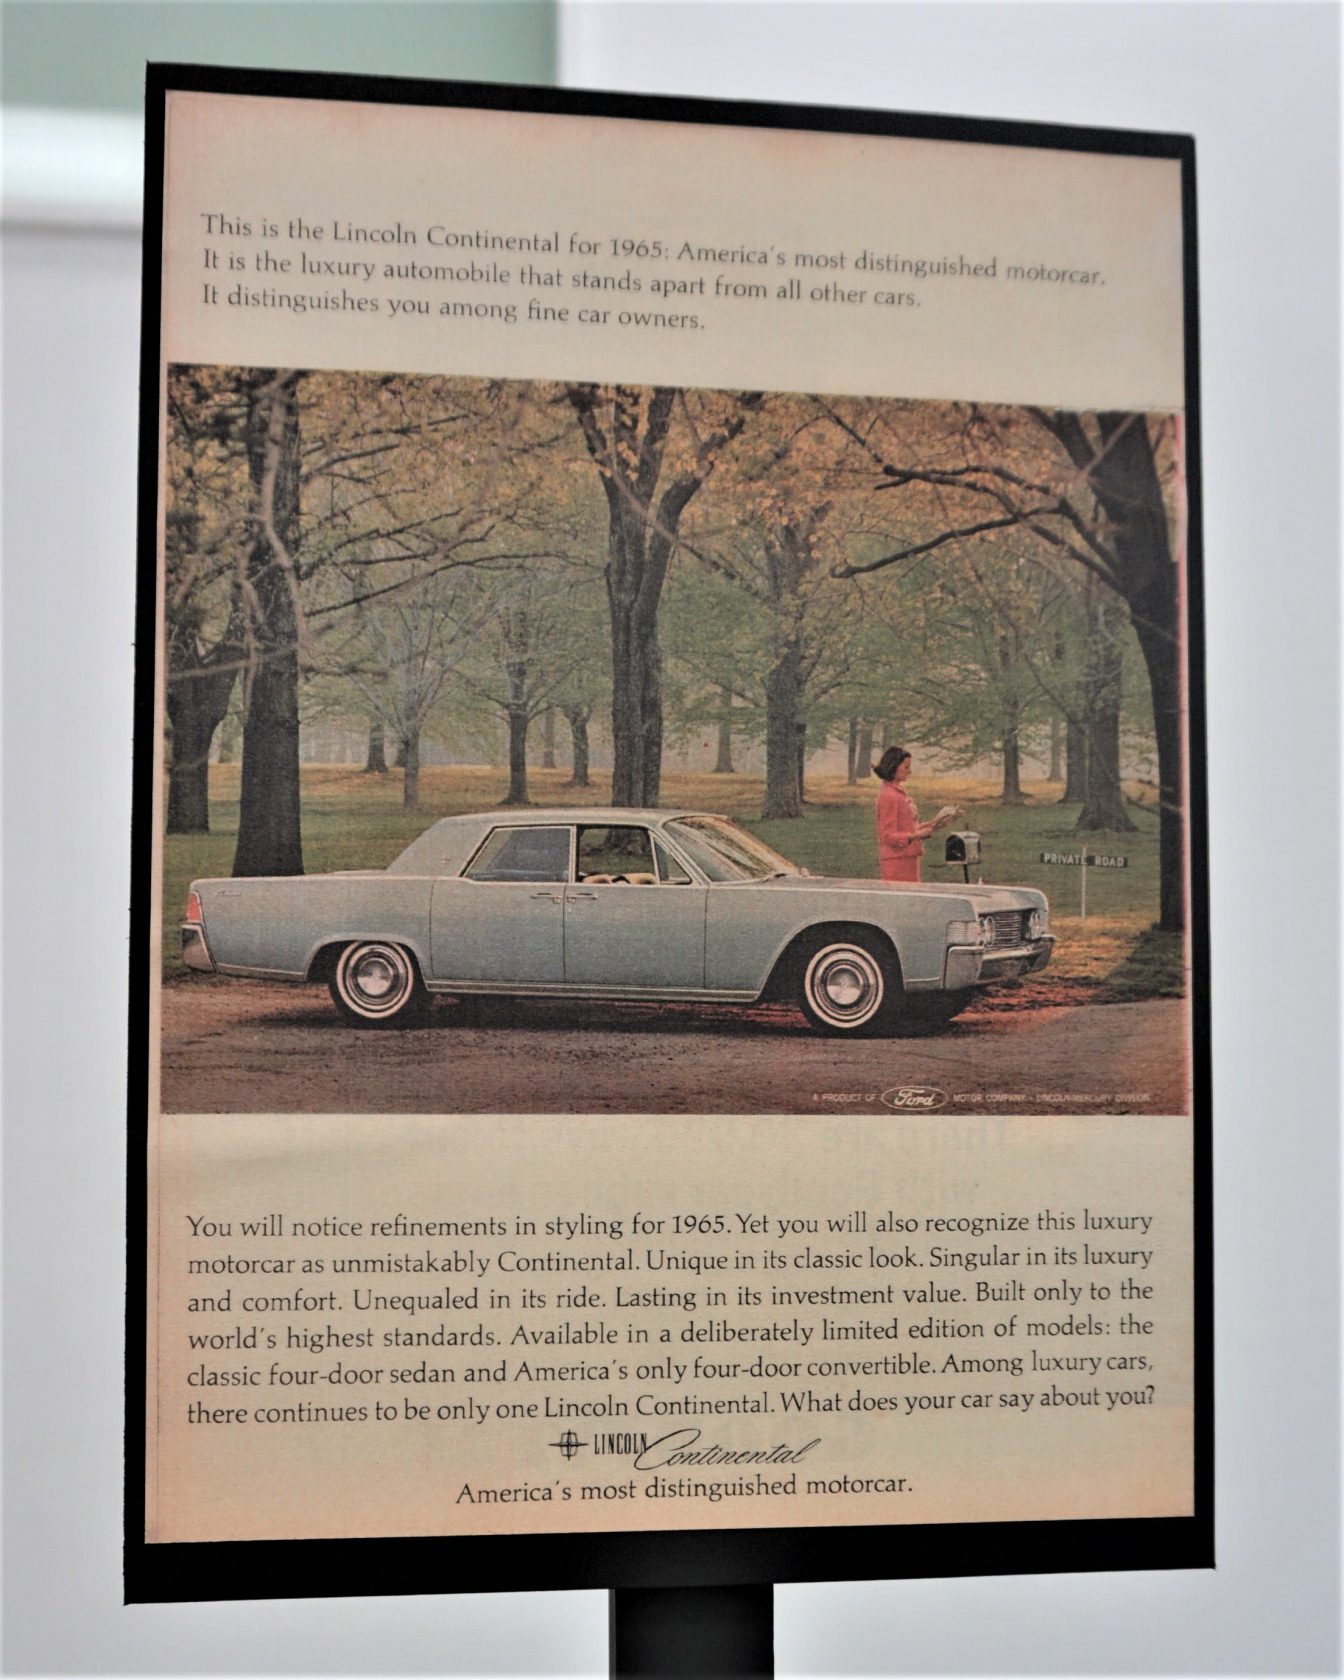 This is the Lincoln Continental for 1965: America's most distinguished motorcar.
It is the luxury automobile that stands apart from all other cars.
It distinguishes you among fine car owners.
PRIVATE ROAD
A PRODUCT OF Ford MOTOR COMPANY · LINCOLN-MERCURY DIVISION
You will notice refinements in styling for 1965. Yet you will also recognize this luxury
motorcar as unmistakably Continental. Unique in its classic look. Singular in its luxury
and comfort. Unequaled in its ride. Lasting in its investment value. Built only to the
world's highest standards. Available in a deliberately limited edition of models: the
classic four-door sedan and America's only four-door convertible. Among luxury cars,
there continues to be only one Lincoln Continental. What does your car say about you?
LINCOLN Continental
America's most distinguished motorcar.